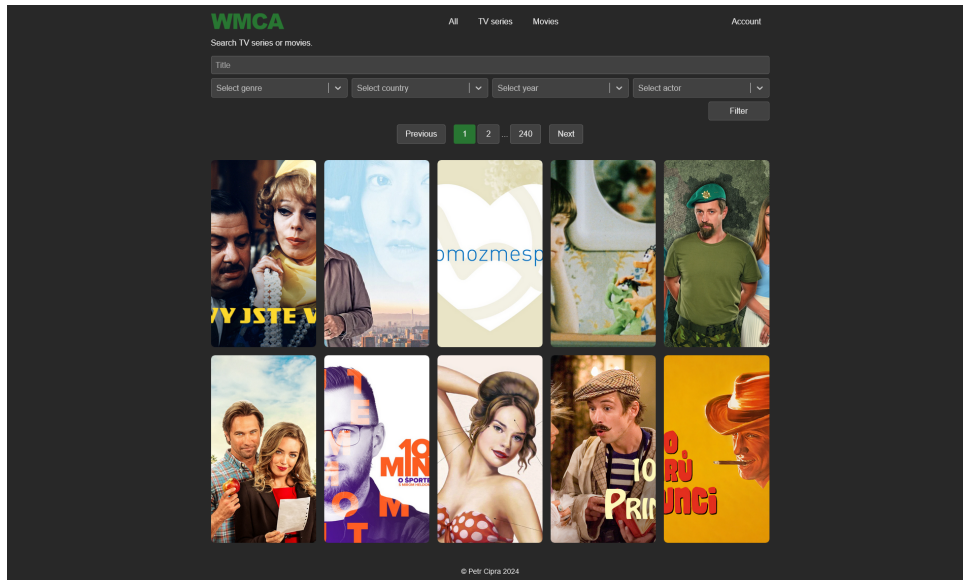 WMCA
All TV series Movies
Account
Search TV series or movies.
Title
Select genre
Select country
Select year
Select actor
Filter
Previous 1 2 ... 240 Next
VY JSTE V
omozmesp
T
E
10
MIN
O ŠPORTE
O M
T
10
PRIN
O
RŮ
UNCI
© Petr Cipra 2024